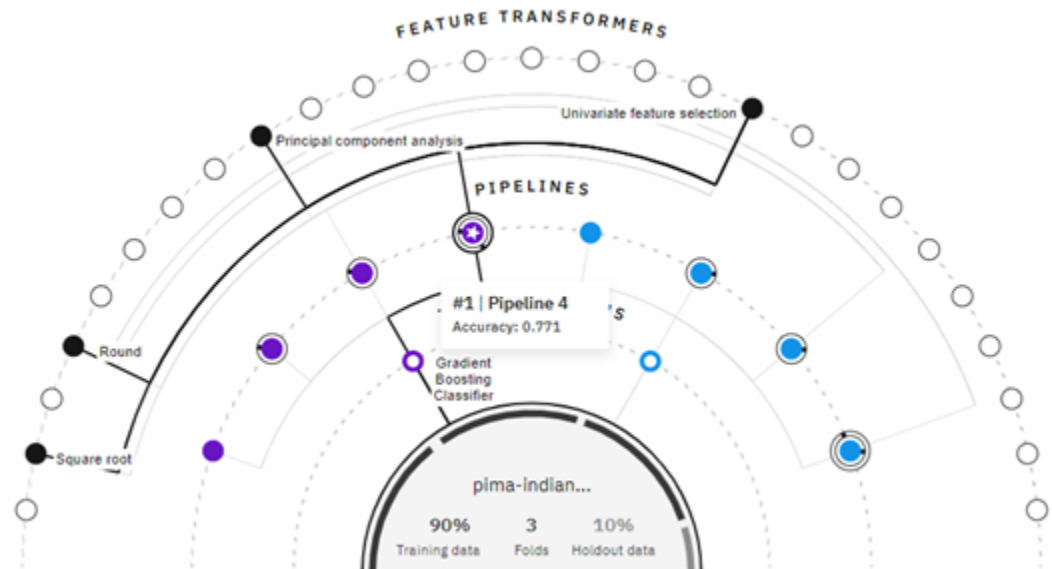 FEATURE TRANSFORMERS
Univariate feature selection
Principal component analysis
PIPELINES
#1 | Pipeline 4
Accuracy: 0.771
S
Round
Gradient
Boosting
Classifier
Square root
pima-indian...
90% 3 10%
Training data Folds Holdout data